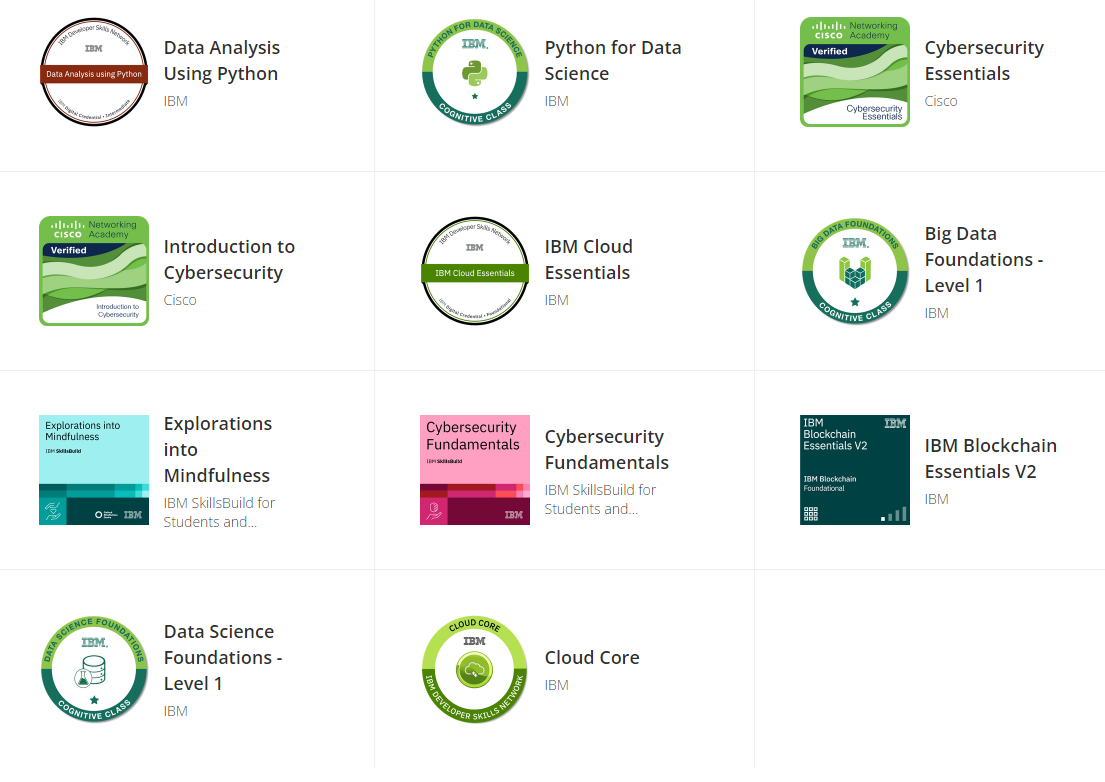 IBM Developer Skills Network
IBM
Data Analysis using Python
IBM Digital Credential • Intermediate
Data Analysis
Using Python
IBM
PYTHON FOR DATA SCIENCE
IBM.
COGNITIVE CLASS
Python for Data
Science
IBM
CISCO
Networking
Academy
Verified
Cybersecurity
Essentials
Cybersecurity
Essentials
Cisco
CISCO
Networking
Academy
Verified
Introduction to
Cybersecurity
Introduction to
Cybersecurity
Cisco
IBM Developer Skills Network
IBM
IBM Cloud Essentials
IBM Digital Credential • Foundational
IBM Cloud
Essentials
IBM
BIG DATA FOUNDATIONS
IBM.
COGNITIVE CLASS
Big Data
Foundations -
Level 1
IBM
Explorations into
Mindfulness
IBM SkillsBuild
IBM
Explorations
into
Mindfulness
IBM SkillsBuild for
Students and...
Cybersecurity
Fundamentals
IBM SkillsBuild
IBM
Cybersecurity
Fundamentals
IBM SkillsBuild for
Students and...
IBM
Blockchain
Essentials V2
IBM
IBM Blockchain
Foundational
IBM Blockchain
Essentials V2
IBM
DATA SCIENCE FOUNDATIONS
IBM.
COGNITIVE CLASS
Data Science
Foundations -
Level 1
IBM
CLOUD CORE
IBM
IBM DEVELOPER SKILLS NETWORK
Cloud Core
IBM